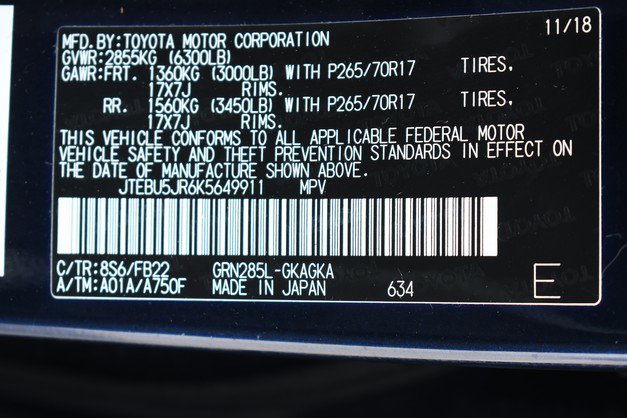 11/18
MFD.BY:TOYOTA MOTOR CORPORATION
GVWR:2855KG (6300LB)
GAWR:FRT. 1360KG (3000LB) WITH P265/70R17 TIRES,
17X7J RIMS.
RR. 1560KG (3450LB) WITH P265/70R17 TIRES,
17X7J RIMS.
THIS VEHICLE CONFORMS TO ALL APPLICABLE FEDERAL MOTOR
VEHICLE SAFETY AND THEFT PREVENTION STANDARDS IN EFFECT ON
THE DATE OF MANUFACTURE SHOWN ABOVE.
JTEBU5JR6K5649911 MPV
C/TR:8S6/FB22 GRN285L-GKAGKA
A/TM:A01A/A750F MADE IN JAPAN 634 E